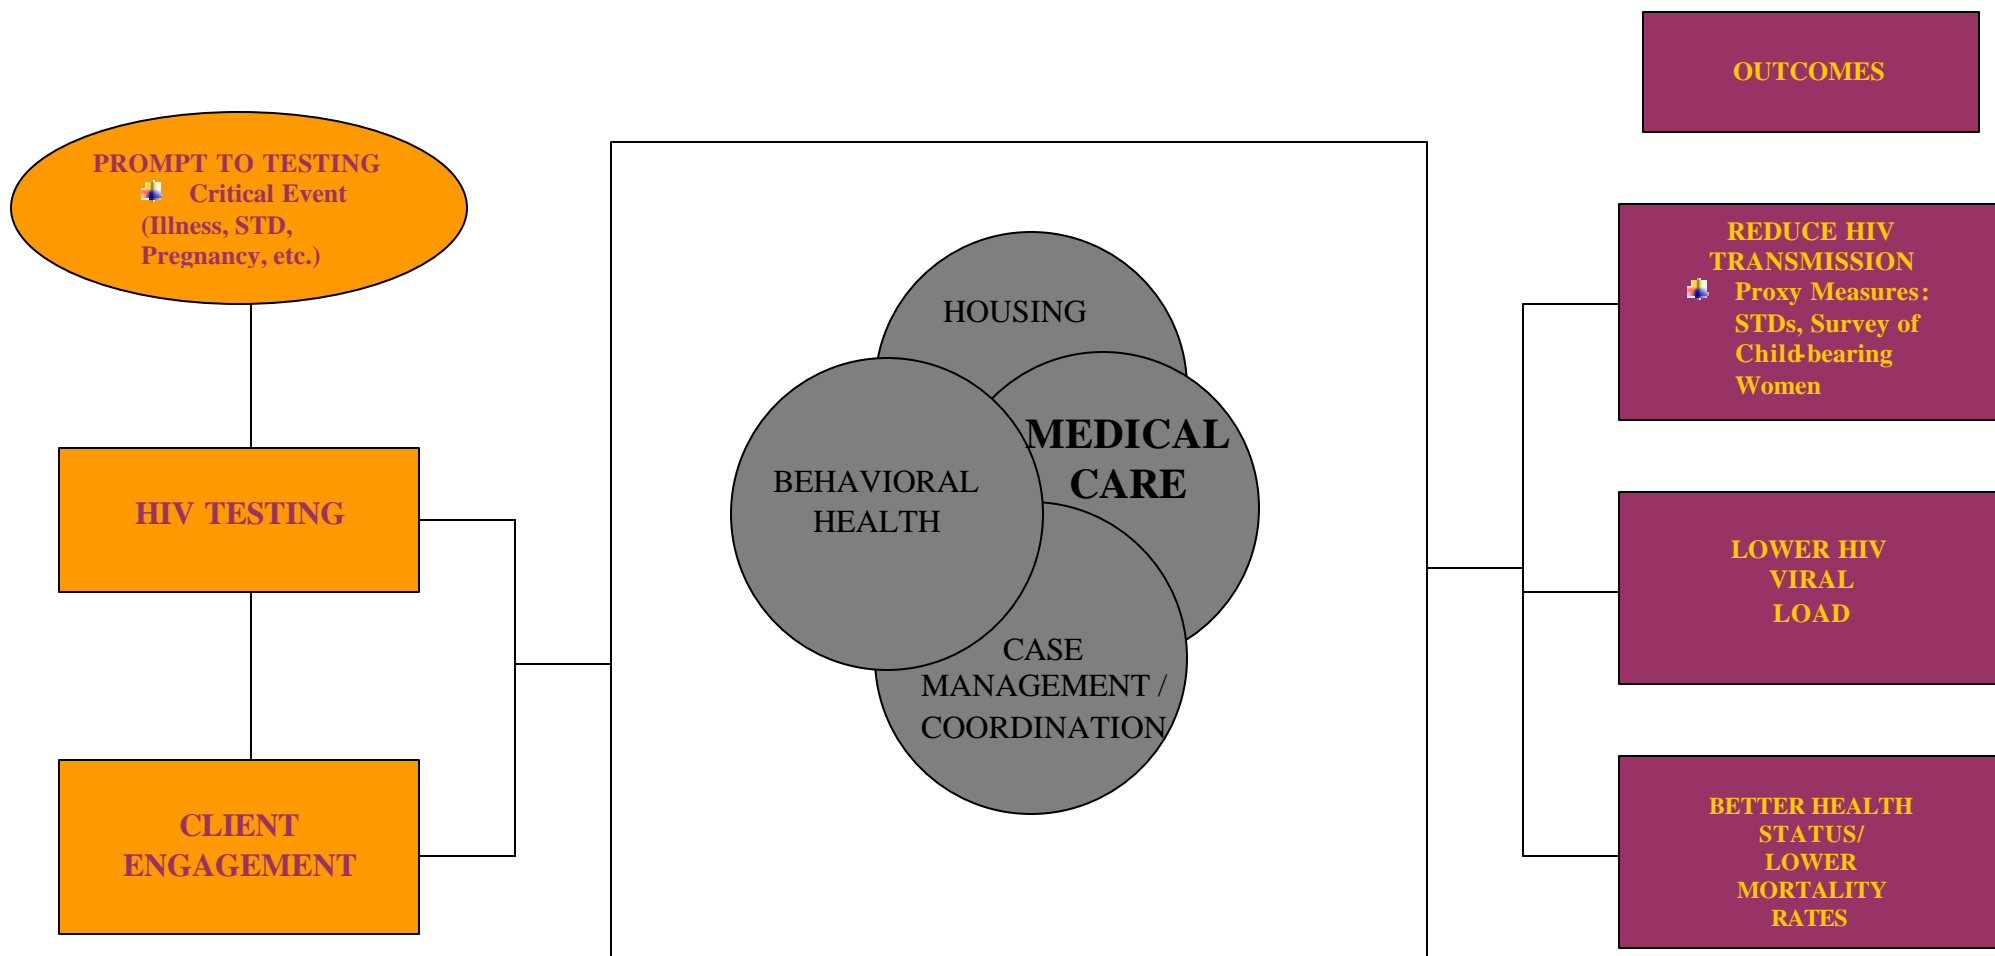 OUTCOMES
PROMPT TO TESTING
Critical Event
(Illness, STD,
Pregnancy, etc.)
HIV TESTING
CLIENT
ENGAGEMENT
HOUSING
MEDICAL
CARE
BEHAVIORAL
HEALTH
CASE
MANAGEMENT /
COORDINATION
REDUCE HIV
TRANSMISSION
Proxy Measures:
STDs, Survey of
Child-bearing
Women
LOWER HIV
VIRAL
LOAD
BETTER HEALTH
STATUS/
LOWER
MORTALITY
RATES